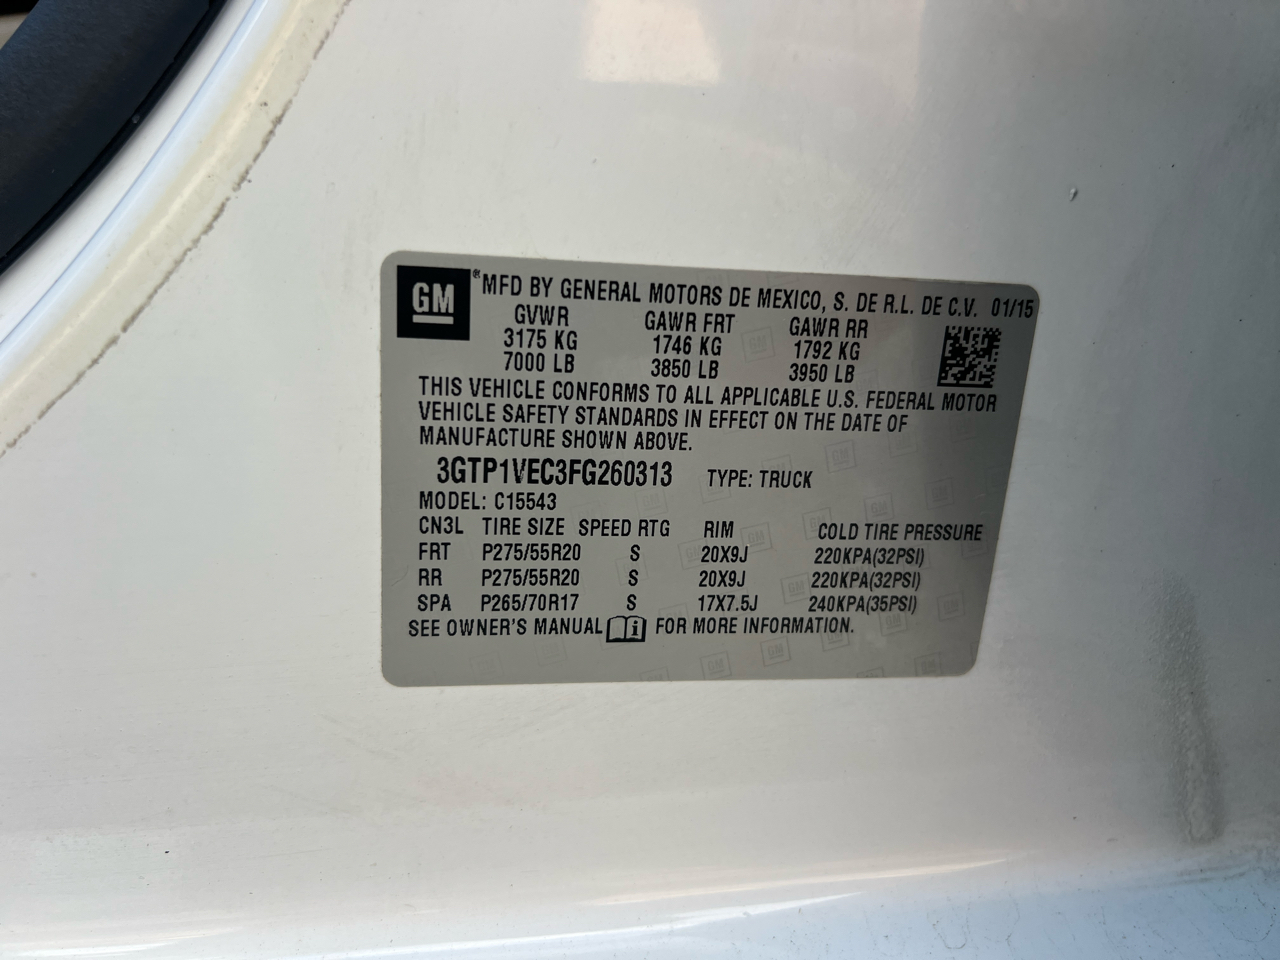 GM ® MFD BY GENERAL MOTORS DE MEXICO, S. DE R.L. DE C.V. 01/15
GVWR GAWR FRT GAWR RR
3175 KG 1746 KG 1792 KG
7000 LB 3850 LB 3950 LB
THIS VEHICLE CONFORMS TO ALL APPLICABLE U.S. FEDERAL MOTOR
VEHICLE SAFETY STANDARDS IN EFFECT ON THE DATE OF
MANUFACTURE SHOWN ABOVE.
3GTP1VEC3FG260313 TYPE: TRUCK
MODEL: C15543
CN3L TIRE SIZE SPEED RTG RIM COLD TIRE PRESSURE
FRT P275/55R20 S 20X9J 220KPA(32PSI)
RR P275/55R20 S 20X9J 220KPA(32PSI)
SPA P265/70R17 S 17X7.5J 240KPA(35PSI)
SEE OWNER'S MANUAL i FOR MORE INFORMATION.